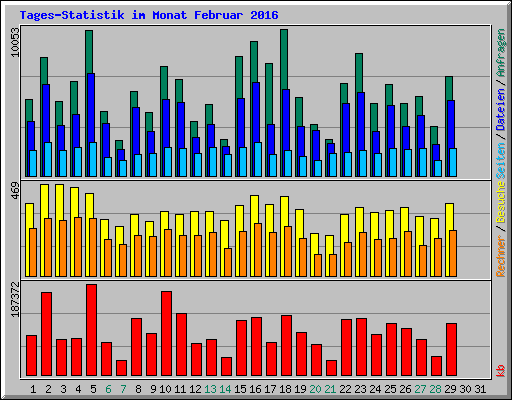 Tages-Statistik im Monat Februar 2016
10053
469
187372
Rechner / Besuche Seiten / Dateien / Anfragen
kb
1 2 3 4 5 6 7 8 9 10 11 12 13 14 15 16 17 18 19 20 21 22 23 24 25 26 27 28 29 30 31